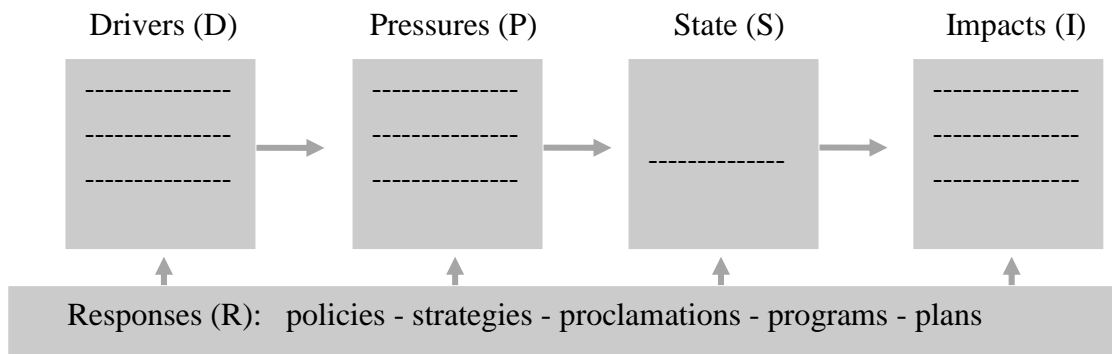 Drivers (D) Pressures (P) State (S) Impacts (I)
--------------- --------------- ---------------
--------------- --------------- ---------------
--------------
--------------- --------------- ---------------
Responses (R): policies - strategies - proclamations - programs - plans